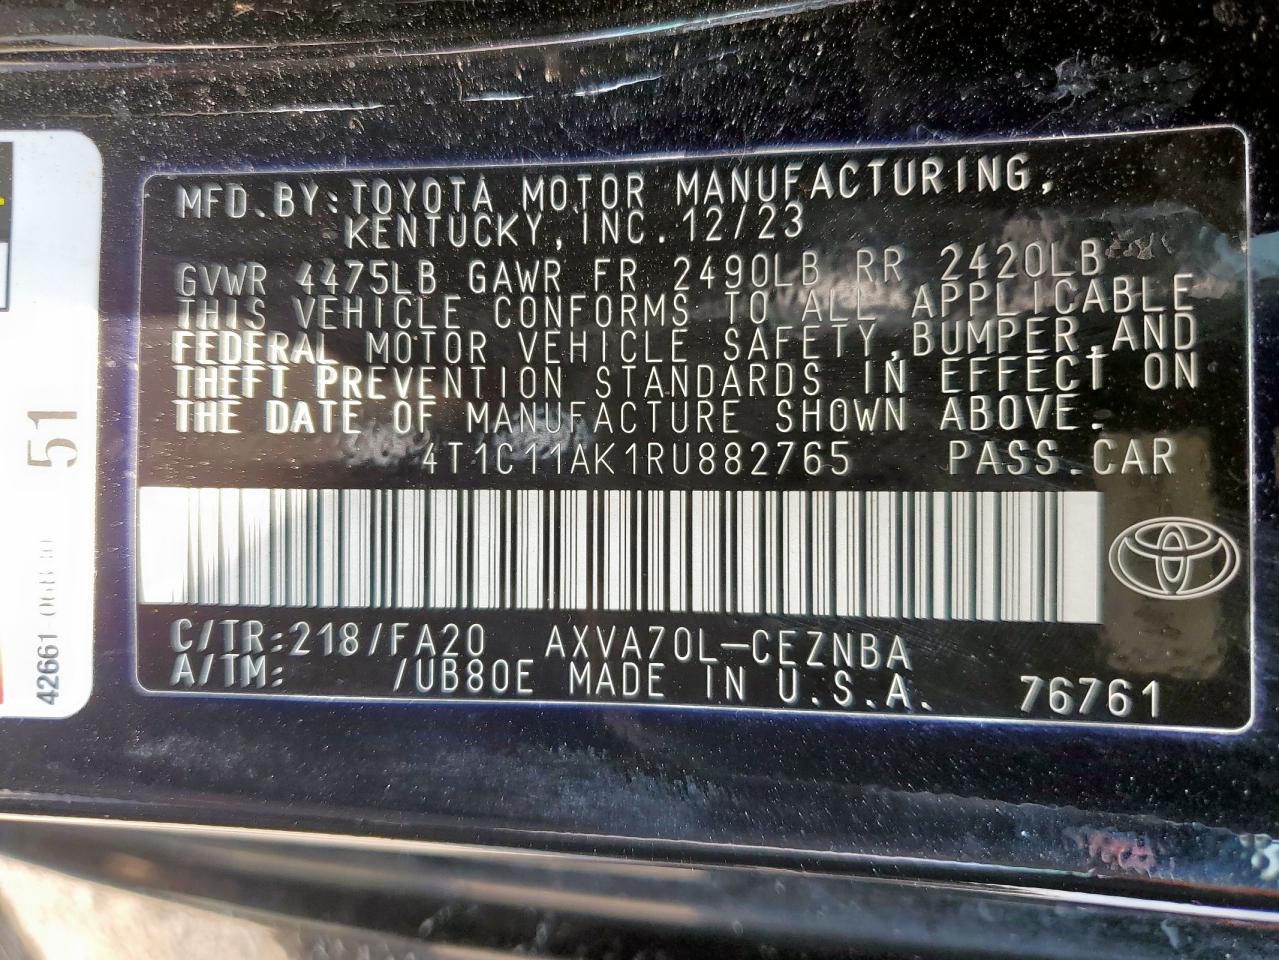 MFD.BY:TOYOTA MOTOR MANUFACTURING,
KENTUCKY,INC.12/23
GVWR 4475LB GAWR FR 2490LB RR 2420LB
THIS VEHICLE CONFORMS TO ALL APPLICABLE
FEDERAL MOTOR VEHICLE SAFETY,BUMPER,AND
THEFT PREVENTION STANDARDS IN EFFECT ON
THE DATE OF MANUFACTURE SHOWN ABOVE.
4T1C11AK1RU882765 PASS.CAR
C/TR:218/FA20 AXVA70L-CEZNBA
A/TM: /UB80E MADE IN U.S.A. 76761
51
42661